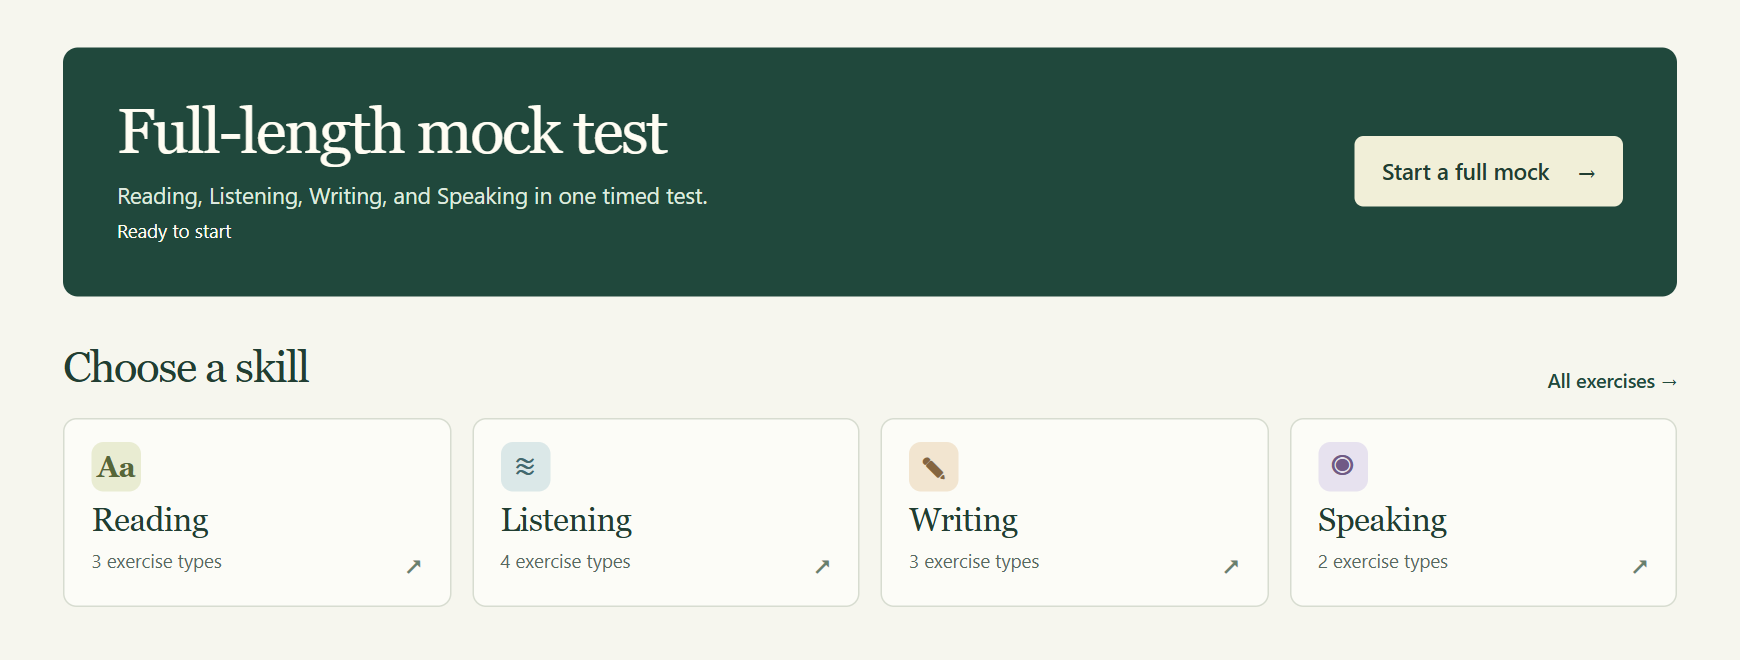 Full-length mock test
Reading, Listening, Writing, and Speaking in one timed test.
Ready to start
Start a full mock →
Choose a skill
All exercises →
Aa
Reading
3 exercise types ↗
Listening
4 exercise types ↗
Writing
3 exercise types ↗
Speaking
2 exercise types ↗